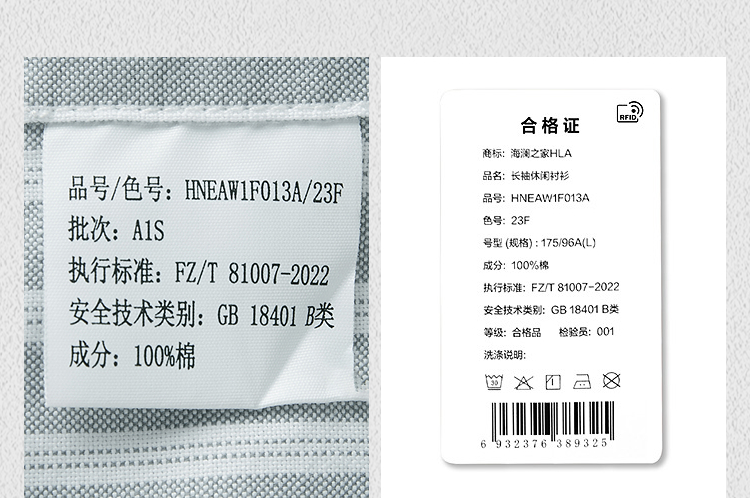 品号/色号: HNEAW1F013A/23F
批次: A1S
执行标准: FZ/T 81007-2022
安全技术类别: GB 18401 B类
成分: 100%棉
RFID
合格证
商标: 海澜之家HLA
品名: 长袖休闲衬衫
品号: HNEAW1F013A
色号: 23F
号型 (规格) : 175/96A(L)
成分: 100%棉
执行标准: FZ/T 81007-2022
安全技术类别: GB 18401 B类
等级: 合格品 检验员: 001
洗涤说明:
30
6 932376 389325